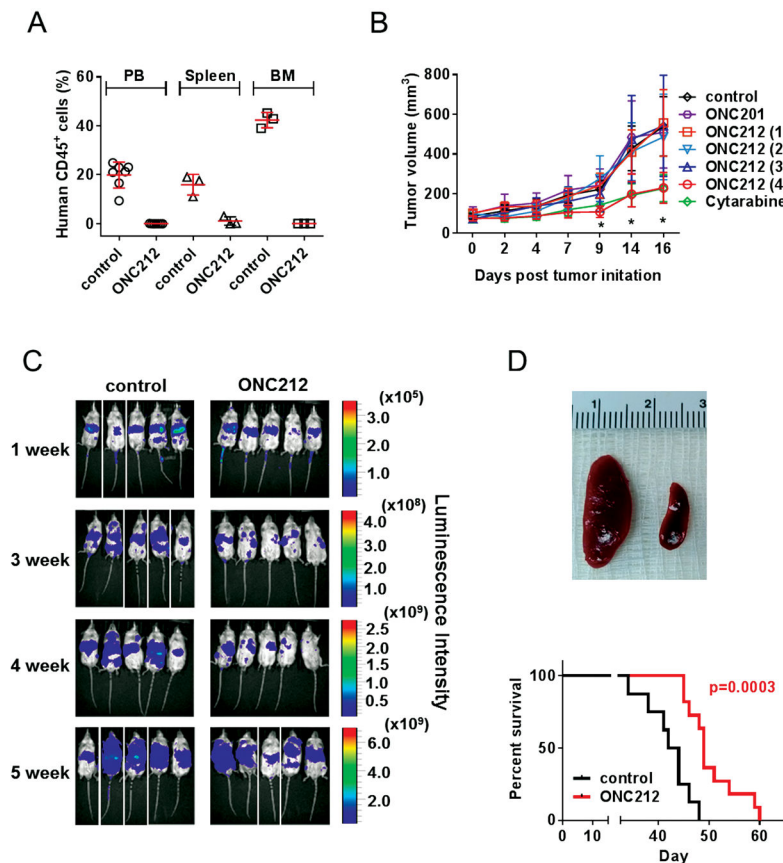 A
PB Spleen BM
Human CD45+ cells (%)
60
40
20
0
control
ONC212
control
ONC212
control
ONC212
B
Tumor volume (mm3)
800
600
400
200
0
0 2 4 7 9 14 16
* * *
Days post tumor initation
control
ONC201
ONC212 (1
ONC212 (2
ONC212 (3
ONC212 (4
Cytarabine
C
control ONC212
1 week
(x10⁵)
3.0
2.0
1.0
3 week
(x10⁸)
4.0
3.0
2.0
1.0
4 week
(x10⁹)
2.5
2.0
1.5
1.0
0.5
5 week
(x10⁹)
6.0
4.0
2.0
Luminescence Intensity
D
1 2 3
Percent survival
100
50
0
p=0.0003
control
ONC212
0 10 40 50 60
Day